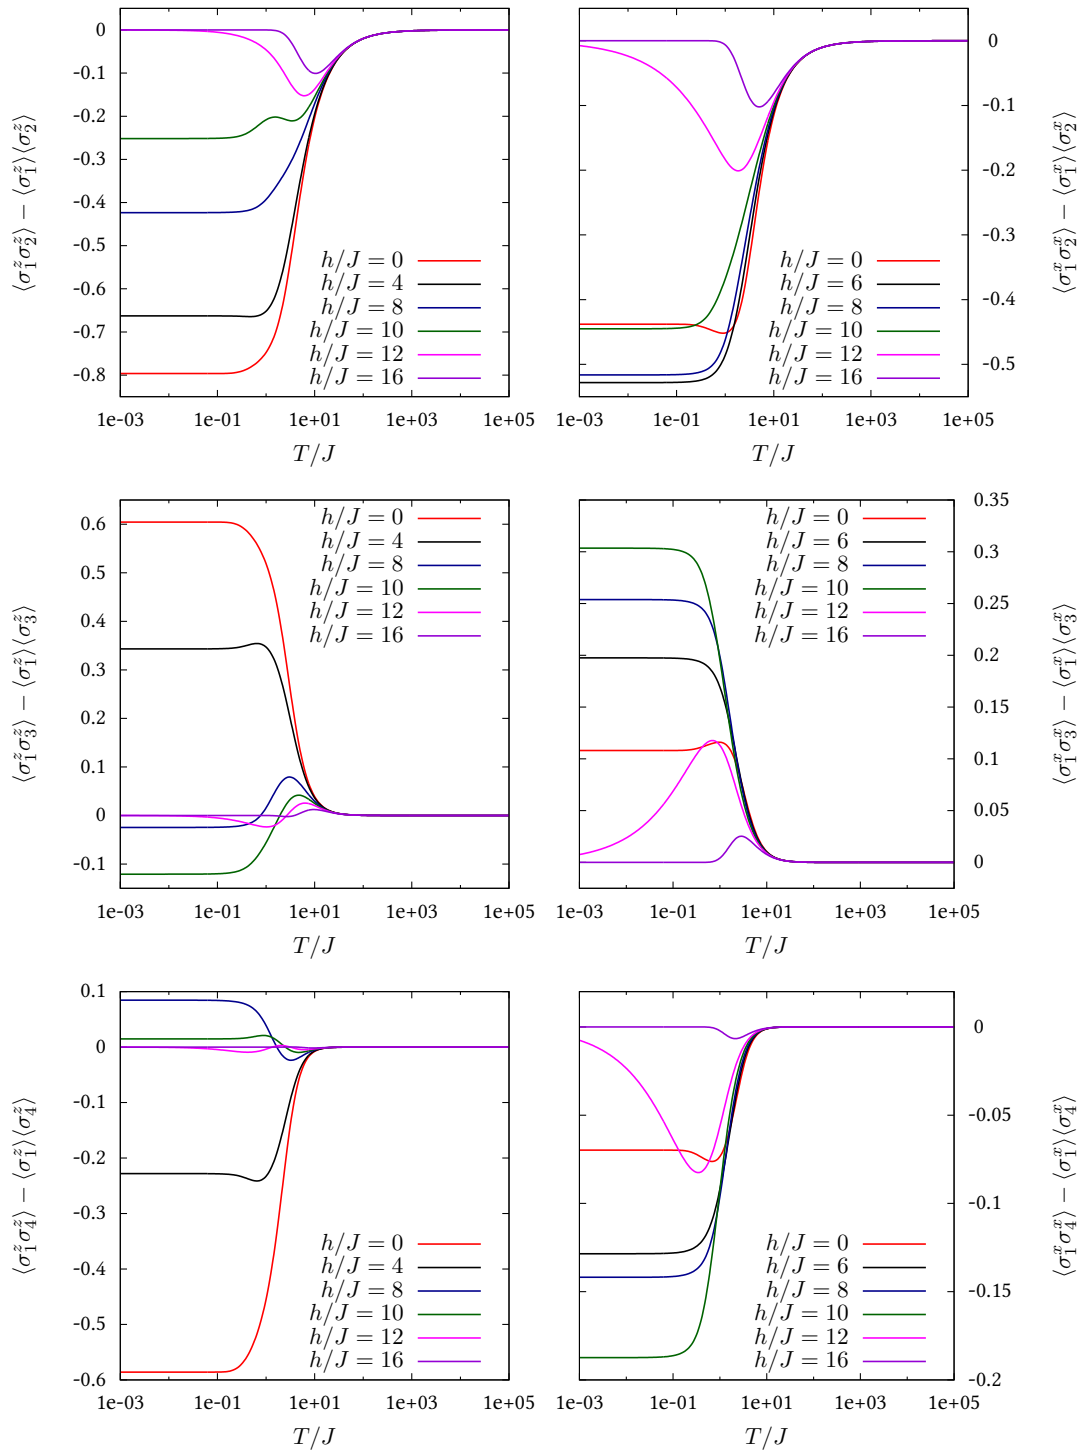 ⟨σ₁ᶻσ₂ᶻ⟩ − ⟨σ₁ᶻ⟩⟨σ₂ᶻ⟩
0
-0.1
-0.2
-0.3
-0.4
-0.5
-0.6
-0.7
-0.8
h/J = 0
h/J = 4
h/J = 8
h/J = 10
h/J = 12
h/J = 16
1e-03 1e-01 1e+01 1e+03 1e+05
T/J
h/J = 0
h/J = 6
h/J = 8
h/J = 10
h/J = 12
h/J = 16
0
-0.1
-0.2
-0.3
-0.4
-0.5
⟨σ₁ˣσ₂ˣ⟩ − ⟨σ₁ˣ⟩⟨σ₂ˣ⟩
1e-03 1e-01 1e+01 1e+03 1e+05
T/J
⟨σ₁ᶻσ₃ᶻ⟩ − ⟨σ₁ᶻ⟩⟨σ₃ᶻ⟩
0.6
0.5
0.4
0.3
0.2
0.1
0
-0.1
h/J = 0
h/J = 4
h/J = 8
h/J = 10
h/J = 12
h/J = 16
1e-03 1e-01 1e+01 1e+03 1e+05
T/J
h/J = 0
h/J = 6
h/J = 8
h/J = 10
h/J = 12
h/J = 16
0.35
0.3
0.25
0.2
0.15
0.1
0.05
0
⟨σ₁ˣσ₃ˣ⟩ − ⟨σ₁ˣ⟩⟨σ₃ˣ⟩
1e-03 1e-01 1e+01 1e+03 1e+05
T/J
⟨σ₁ᶻσ₄ᶻ⟩ − ⟨σ₁ᶻ⟩⟨σ₄ᶻ⟩
0.1
0
-0.1
-0.2
-0.3
-0.4
-0.5
-0.6
h/J = 0
h/J = 4
h/J = 8
h/J = 10
h/J = 12
h/J = 16
1e-03 1e-01 1e+01 1e+03 1e+05
T/J
h/J = 0
h/J = 6
h/J = 8
h/J = 10
h/J = 12
h/J = 16
0
-0.05
-0.1
-0.15
-0.2
⟨σ₁ˣσ₄ˣ⟩ − ⟨σ₁ˣ⟩⟨σ₄ˣ⟩
1e-03 1e-01 1e+01 1e+03 1e+05
T/J